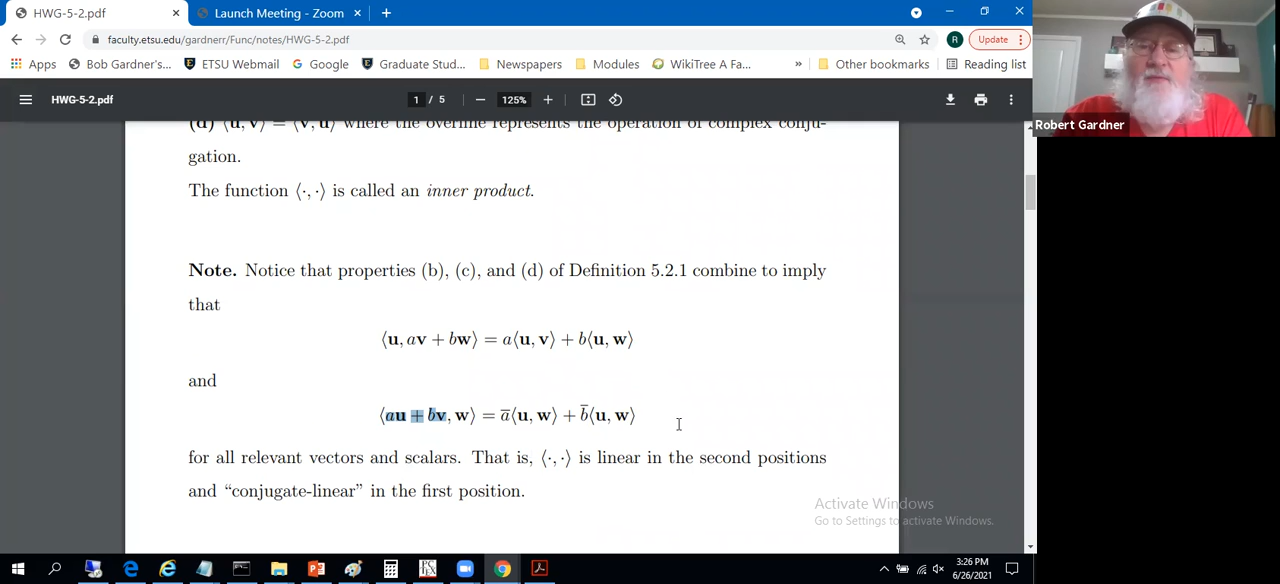 HWG-5-2.pdf
Launch Meeting - Zoom
faculty.etsu.edu/gardnerr/Func/notes/HWG-5-2.pdf
R
Update
Apps
Bob Gardner's...
ETSU Webmail
Google
Graduate Stud...
Newspapers
Modules
WikiTree A Fa...
»
Other bookmarks
Reading list
HWG-5-2.pdf
1 / 5
125%
Robert Gardner
(d) ⟨u, v⟩ = ⟨v, u⟩ where the overline represents the operation of complex conju-
gation.
The function ⟨·, ·⟩ is called an inner product.
Note. Notice that properties (b), (c), and (d) of Definition 5.2.1 combine to imply
that
⟨u, av + bw⟩ = a⟨u, v⟩ + b⟨u, w⟩
and
⟨au + bv, w⟩ = a̅⟨u, w⟩ + b̅⟨u, w⟩
for all relevant vectors and scalars. That is, ⟨·, ·⟩ is linear in the second positions
and “conjugate-linear” in the first position.
Activate Windows
Go to Settings to activate Windows.
3:26 PM
6/26/2021